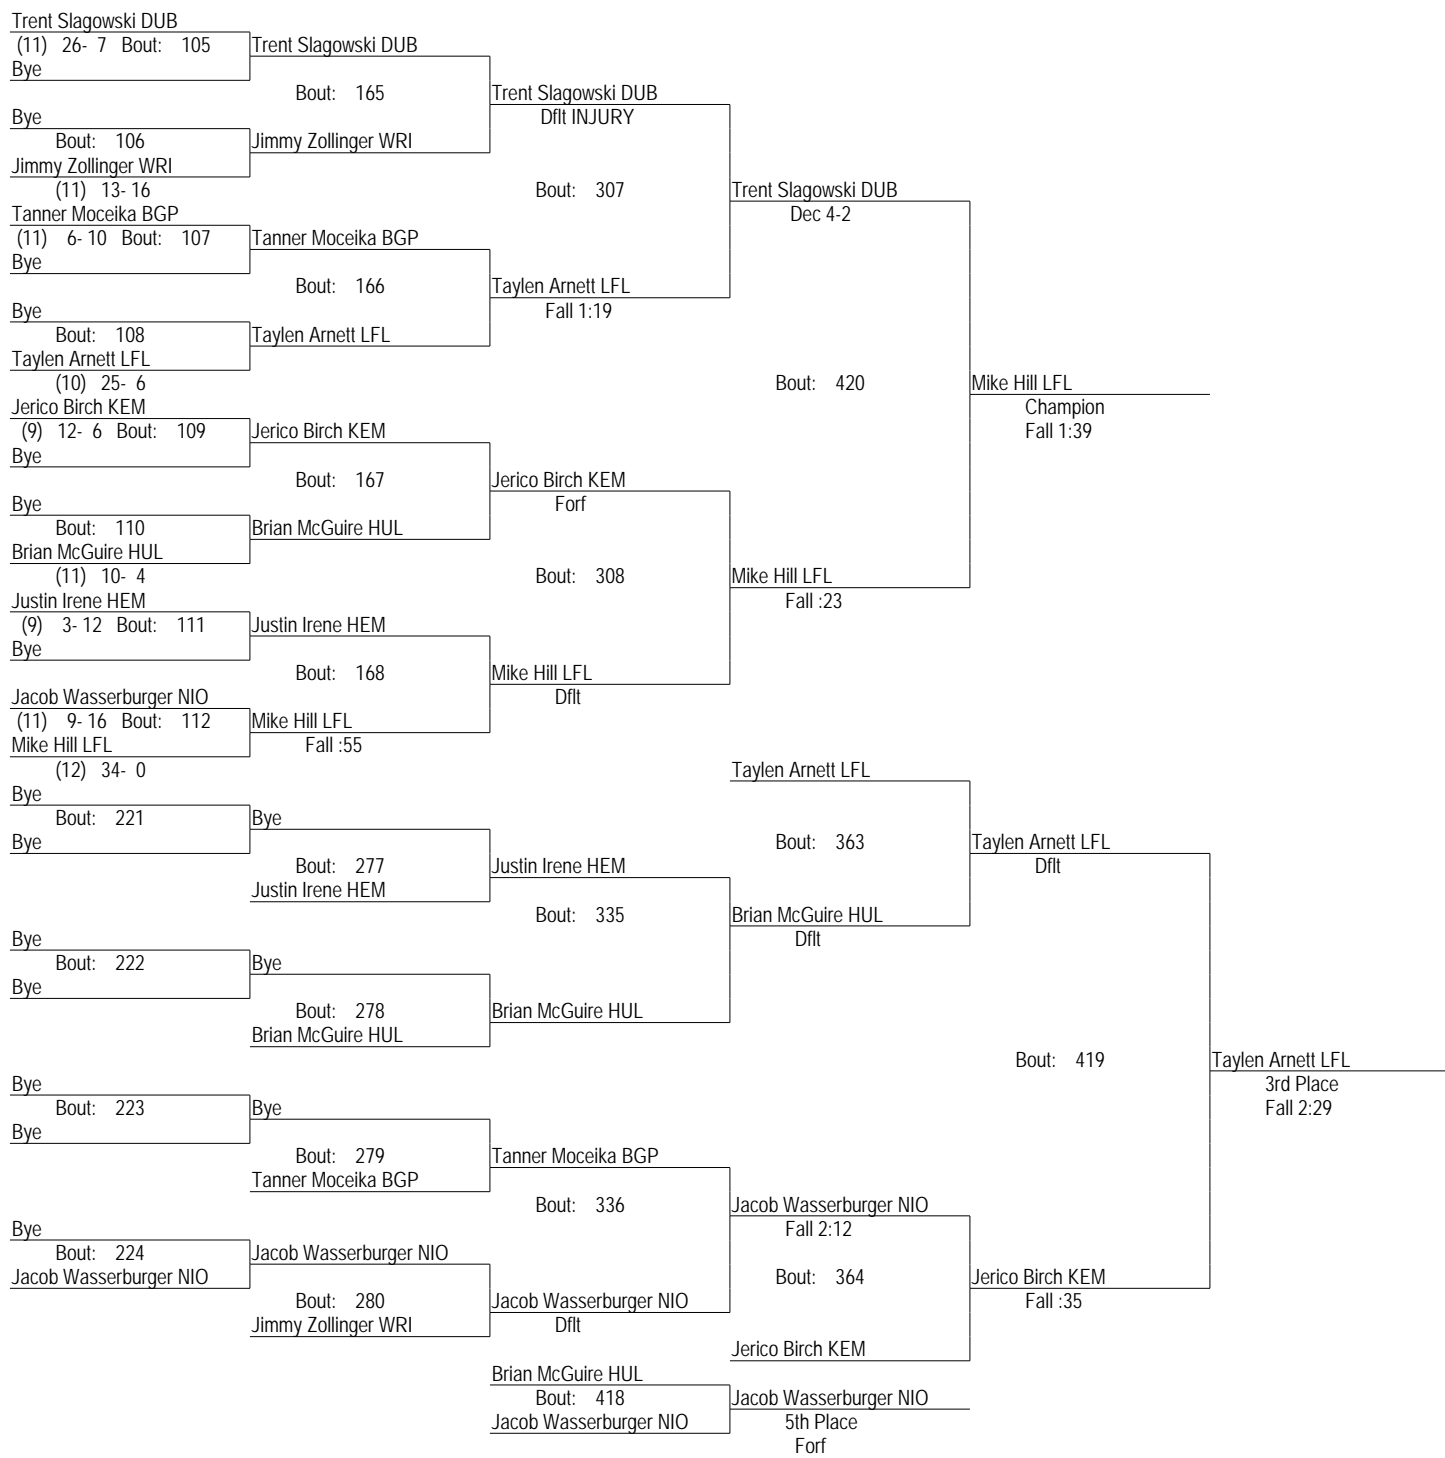 Trent Slagowski DUB
(11) 26- 7 Bout: 105
Trent Slagowski DUB
Bye
Bout: 165
Trent Slagowski DUB
Bye
Dflt INJURY
Bout: 106
Jimmy Zollinger WRI
Jimmy Zollinger WRI
(11) 13- 16
Bout: 307
Trent Slagowski DUB
Tanner Moceika BGP
Dec 4-2
(11) 6- 10 Bout: 107
Tanner Moceika BGP
Bye
Bout: 166
Taylen Arnett LFL
Bye
Fall 1:19
Bout: 108
Taylen Arnett LFL
Taylen Arnett LFL
(10) 25- 6
Bout: 420
Mike Hill LFL
Jerico Birch KEM
Champion
(9) 12- 6 Bout: 109
Jerico Birch KEM
Fall 1:39
Bye
Bout: 167
Jerico Birch KEM
Bye
Forf
Bout: 110
Brian McGuire HUL
Brian McGuire HUL
(11) 10- 4
Bout: 308
Mike Hill LFL
Justin Irene HEM
Fall :23
(9) 3- 12 Bout: 111
Justin Irene HEM
Bye
Bout: 168
Mike Hill LFL
Jacob Wasserburger NIO
Dflt
(11) 9- 16 Bout: 112
Mike Hill LFL
Mike Hill LFL
Fall :55
(12) 34- 0
Taylen Arnett LFL
Bye
Bout: 221
Bye
Bye
Bout: 363
Taylen Arnett LFL
Bout: 277
Justin Irene HEM
Dflt
Justin Irene HEM
Bout: 335
Brian McGuire HUL
Bye
Dflt
Bout: 222
Bye
Bye
Bout: 278
Brian McGuire HUL
Brian McGuire HUL
Bout: 419
Taylen Arnett LFL
Bye
3rd Place
Bout: 223
Bye
Fall 2:29
Bye
Bout: 279
Tanner Moceika BGP
Tanner Moceika BGP
Bout: 336
Jacob Wasserburger NIO
Bye
Fall 2:12
Bout: 224
Jacob Wasserburger NIO
Jacob Wasserburger NIO
Bout: 364
Jerico Birch KEM
Bout: 280
Jacob Wasserburger NIO
Fall :35
Jimmy Zollinger WRI
Dflt
Jerico Birch KEM
Brian McGuire HUL
Bout: 418
Jacob Wasserburger NIO
Jacob Wasserburger NIO
5th Place
Forf